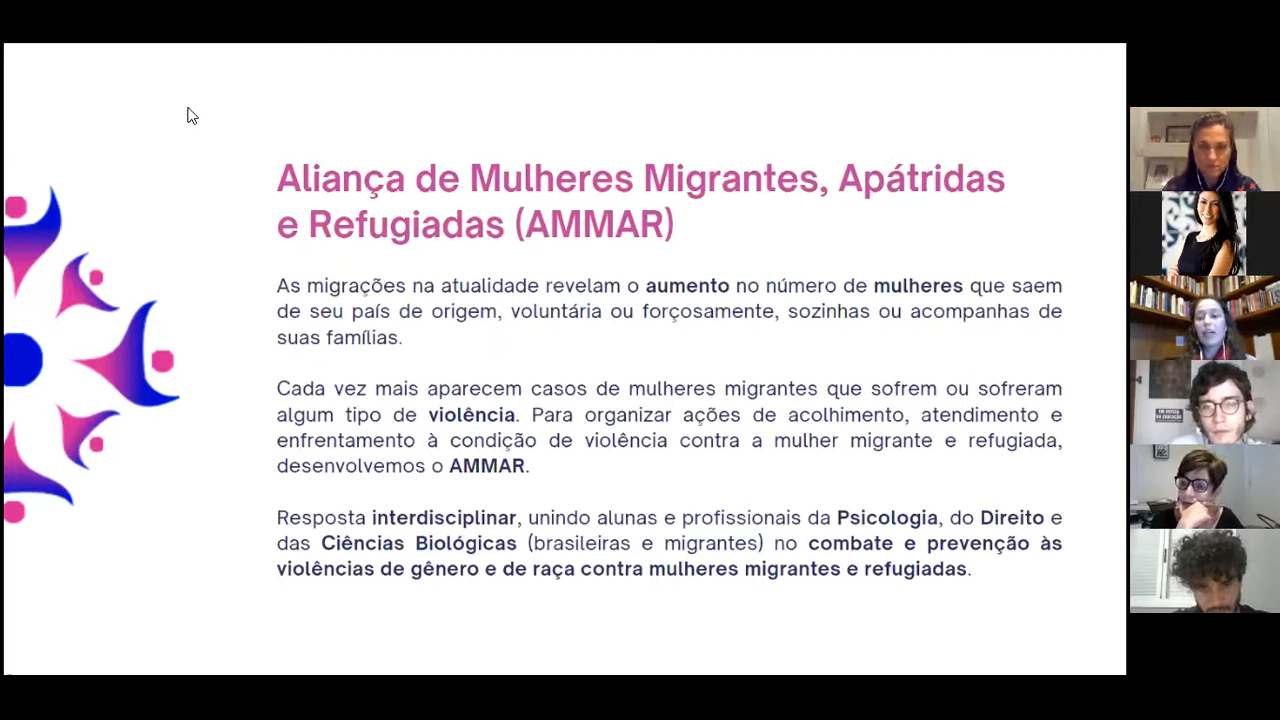 Aliança de Mulheres Migrantes, Apátridas
e Refugiadas (AMMAR)
As migrações na atualidade revelam o aumento no número de mulheres que saem
de seu país de origem, voluntária ou forçosamente, sozinhas ou acompanhas de
suas famílias.
Cada vez mais aparecem casos de mulheres migrantes que sofrem ou sofreram
algum tipo de violência. Para organizar ações de acolhimento, atendimento e
enfrentamento à condição de violência contra a mulher migrante e refugiada,
desenvolvemos o AMMAR.
Resposta interdisciplinar, unindo alunas e profissionais da Psicologia, do Direito e
das Ciências Biológicas (brasileiras e migrantes) no combate e prevenção às
violências de gênero e de raça contra mulheres migrantes e refugiadas.
EM DEFESA
DA EDUCAÇÃO